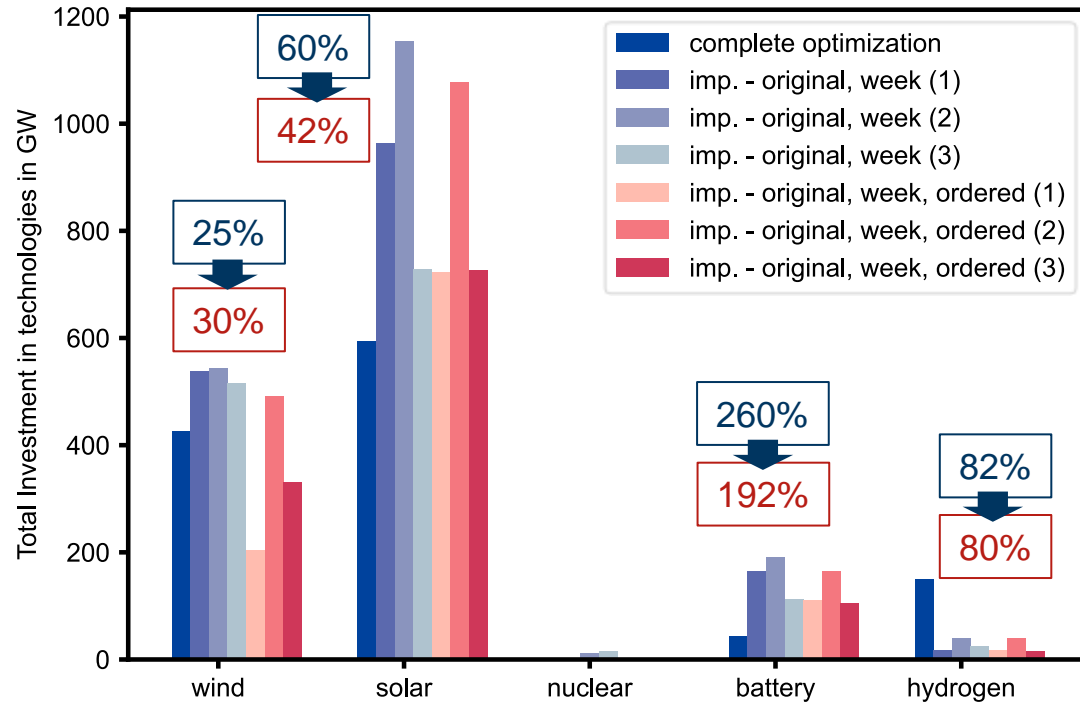 Total Investment in technologies in GW
1200
1000
800
600
400
200
0
60%
42%
25%
30%
260%
192%
82%
80%
complete optimization
imp. - original, week (1)
imp. - original, week (2)
imp. - original, week (3)
imp. - original, week, ordered (1)
imp. - original, week, ordered (2)
imp. - original, week, ordered (3)
wind
solar
nuclear
battery
hydrogen